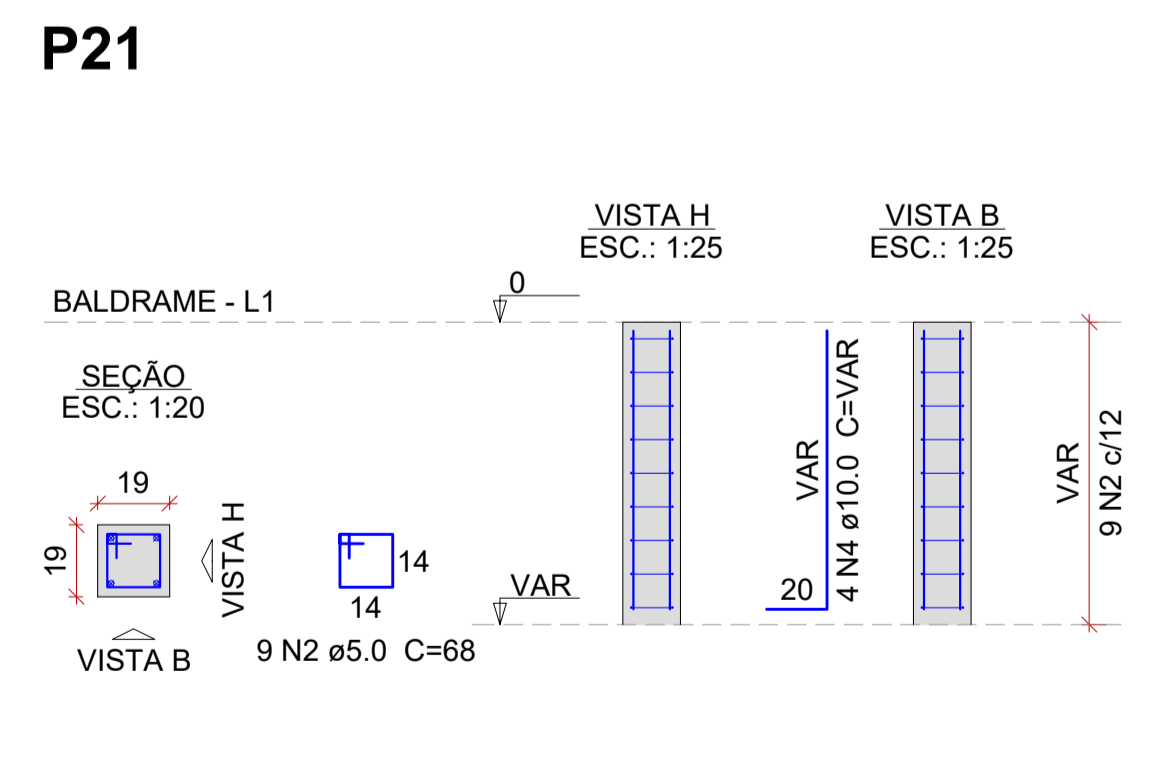 P21
VISTA H
ESC.: 1:25
VISTA B
ESC.: 1:25
0
BALDRAME - L1
SEÇÃO
ESC.: 1:20
19
19
VISTA H
VISTA B
14
14
9 N2 ø5.0  C=68
VAR
20
VAR
4 N4 ø10.0  C=VAR
VAR
9 N2 c/12